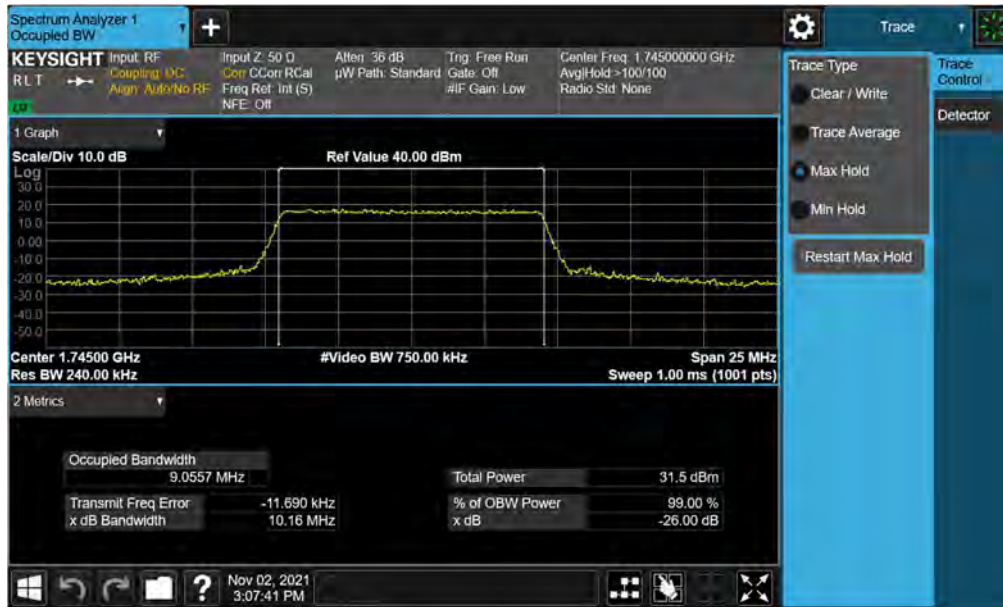 Spectrum Analyzer 1
Occupied BW
+
Trace
KEYSIGHT
Input: RF
Coupling: DC
Align: Auto/No RF
R L T
Input Z: 50 Ω
Corr CCorr RCal
Freq Ref: Int (S)
NFE: Off
Atten: 36 dB
µW Path: Standard
Trig: Free Run
Gate: Off
#IF Gain: Low
Center Freq: 1.745000000 GHz
Avg|Hold:>100/100
Radio Std: None
Trace Type
Clear / Write
Trace Average
Max Hold
Min Hold
Restart Max Hold
Trace
Control
Detector
1 Graph
Scale/Div 10.0 dB
Ref Value 40.00 dBm
Log
30.0
20.0
10.0
0.00
-10.0
-20.0
-30.0
-40.0
-50.0
Center 1.74500 GHz
#Video BW 750.00 kHz
Span 25 MHz
Res BW 240.00 kHz
Sweep 1.00 ms (1001 pts)
2 Metrics
Occupied Bandwidth
9.0557 MHz
Total Power
31.5 dBm
Transmit Freq Error
-11.690 kHz
% of OBW Power
99.00 %
x dB Bandwidth
10.16 MHz
x dB
-26.00 dB
?
Nov 02, 2021
3:07:41 PM